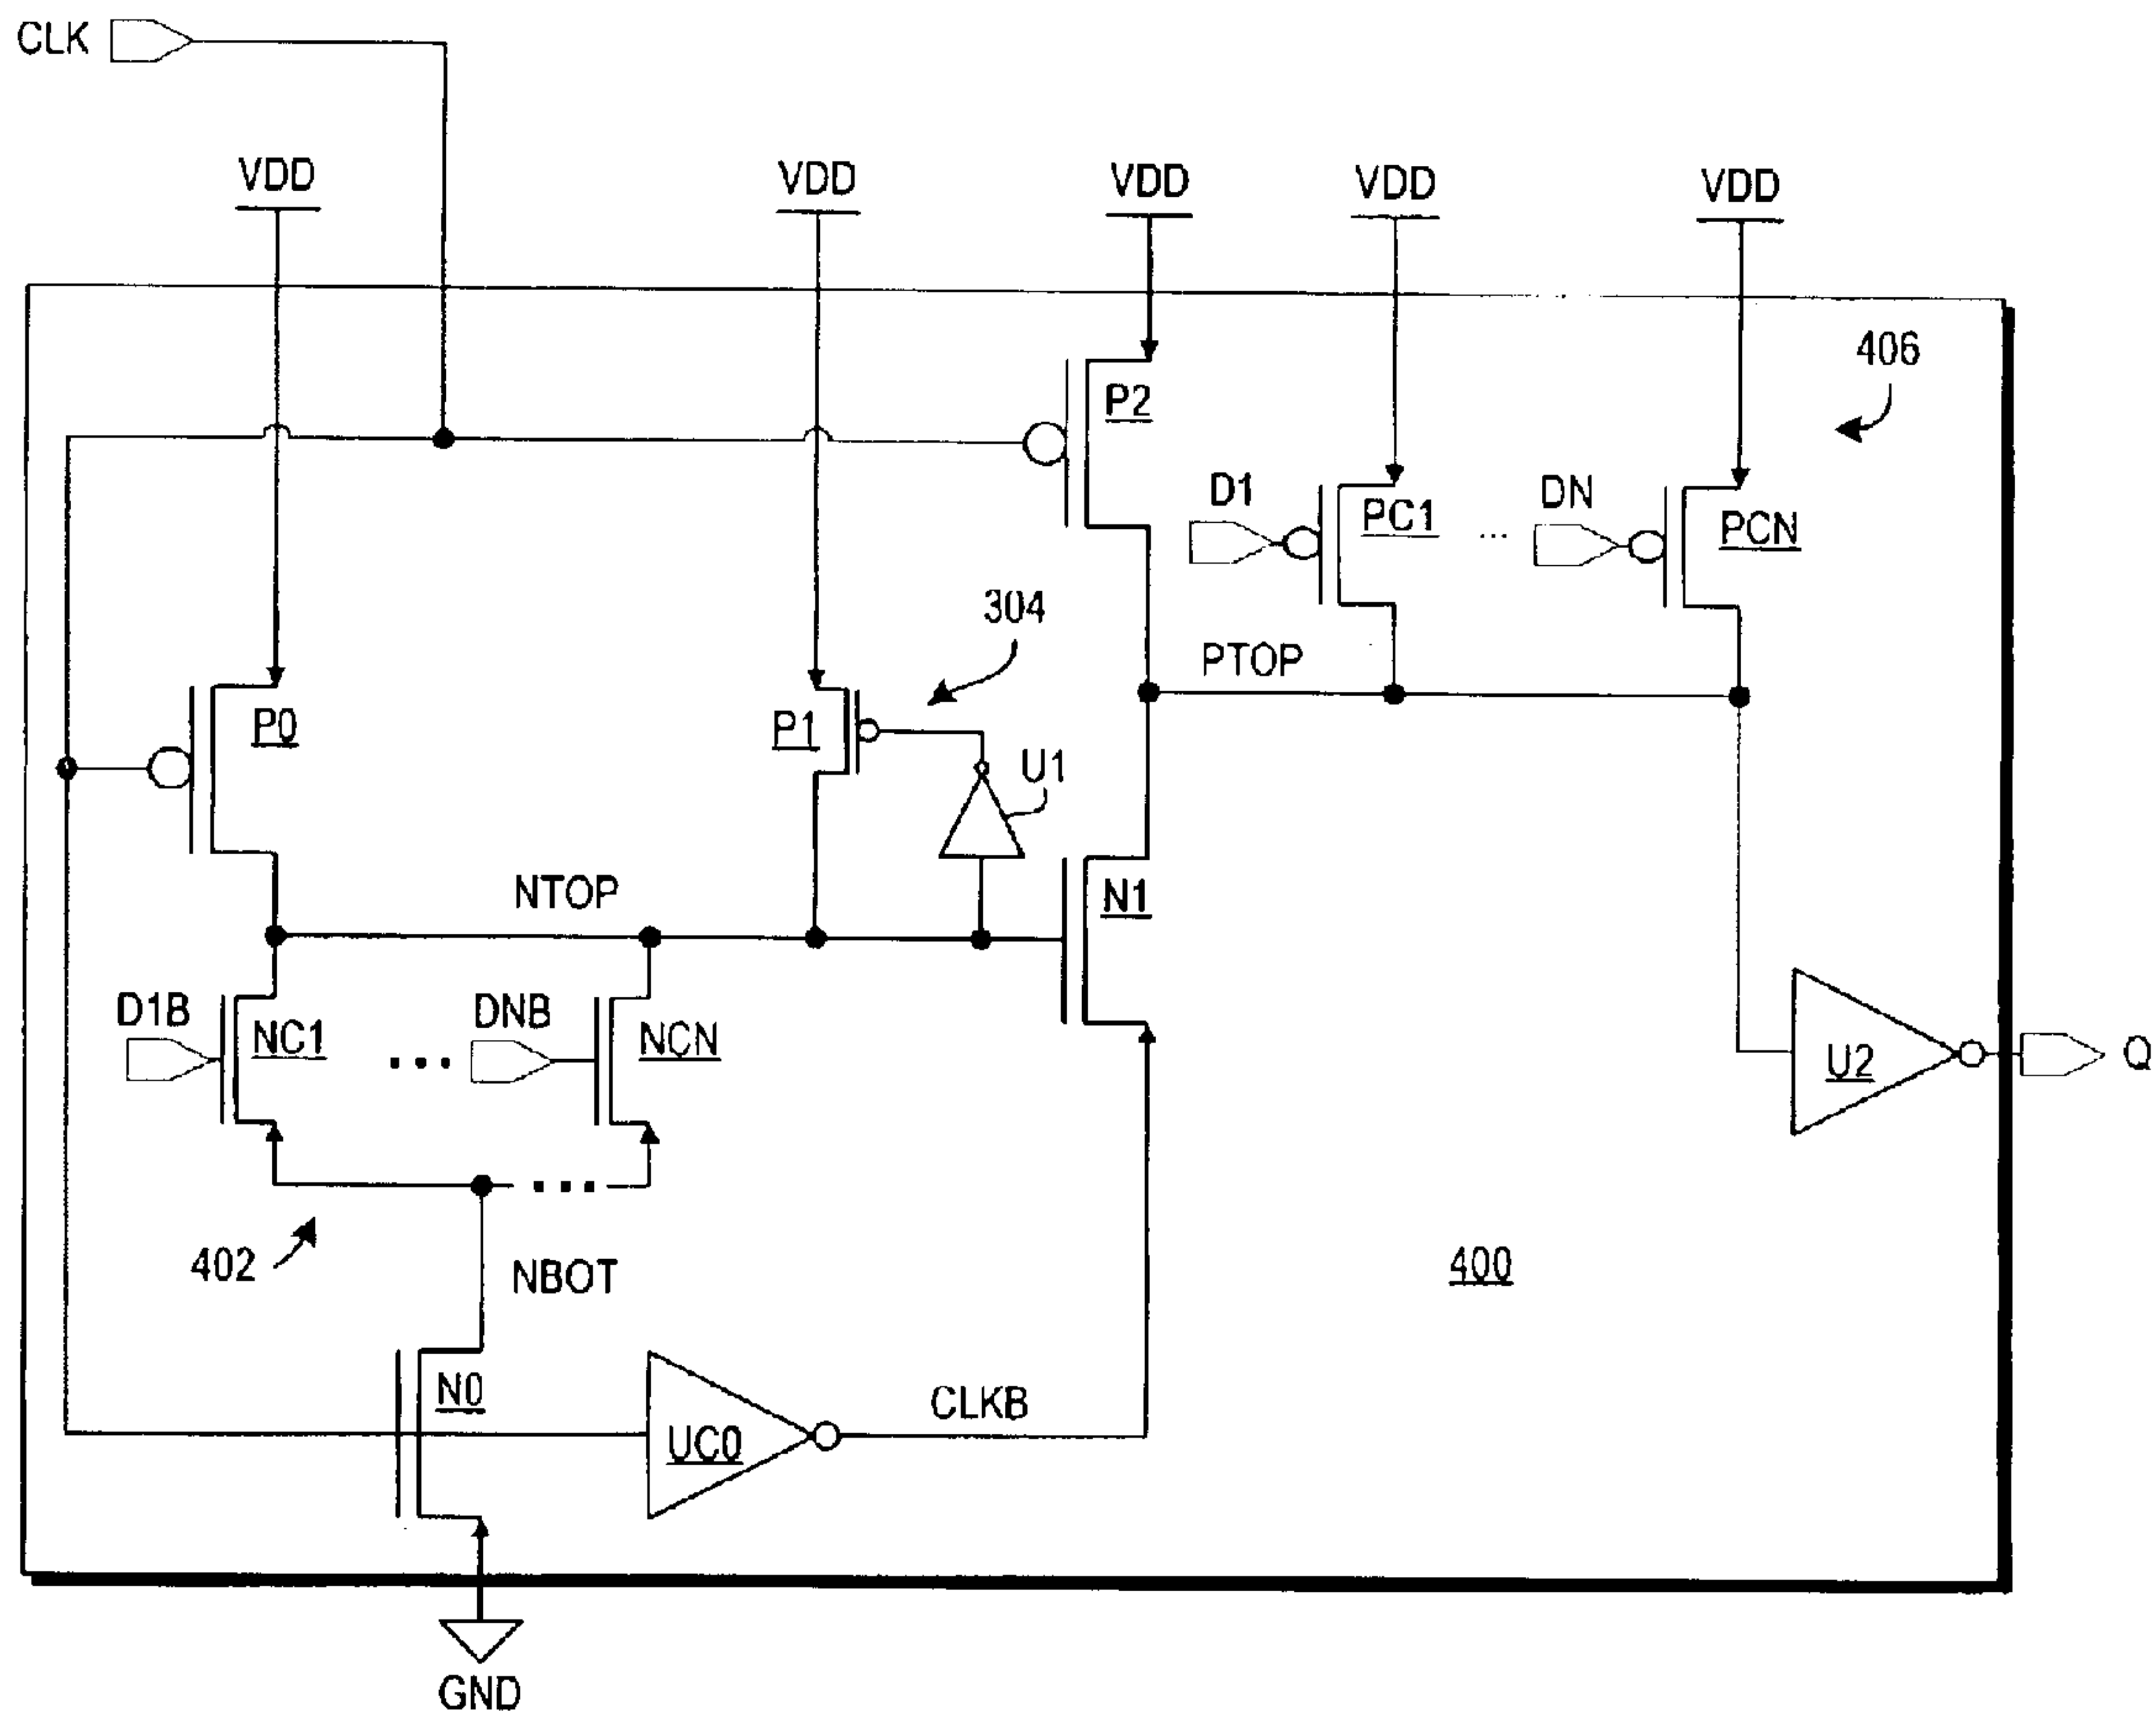 CLK
VDD
VDD
VDD
VDD
VDD
406
P2
D1
PC1
...
DN
PCN
304
PTOP
P0
P1
U1
NTOP
N1
D1B
NC1
...
DNB
NCN
U2
Q
...
402
NBOT
400
N0
UC0
CLKB
GND